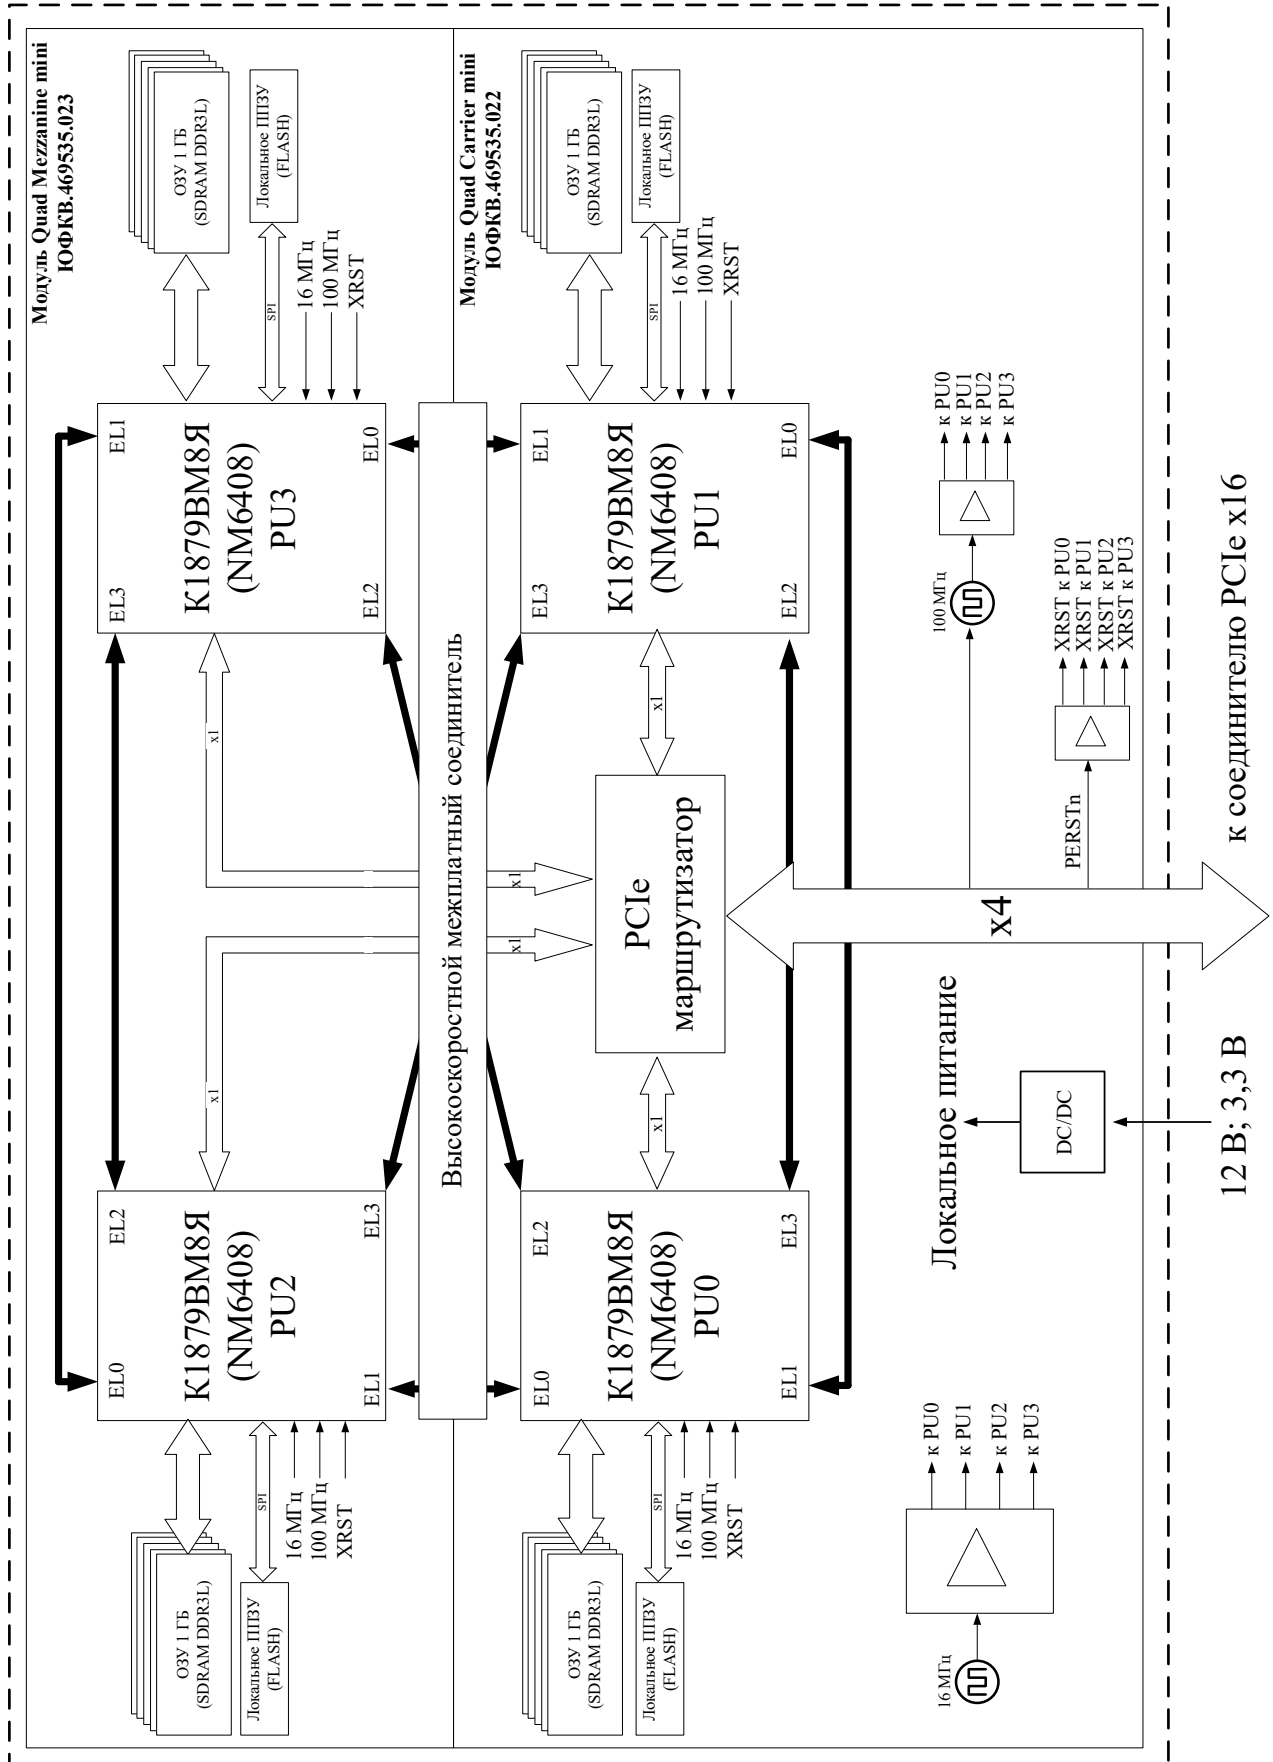 Модуль Quad Mezzanine mini
ЮФКВ.469535.023
ОЗУ 1 ГБ
(SDRAM DDR3L)
Локальное ППЗУ
(FLASH)
SPI
16 МГц
100 МГц
XRST
EL0
EL2
К1879ВМ8Я
(NM6408)
PU2
EL1
EL3
x1
x1
EL3
EL1
К1879ВМ8Я
(NM6408)
PU3
EL2
EL0
ОЗУ 1 ГБ
(SDRAM DDR3L)
Локальное ППЗУ
(FLASH)
SPI
16 МГц
100 МГц
XRST
Высокоскоростной межплатный соединитель
Модуль Quad Carrier mini
ЮФКВ.469535.022
ОЗУ 1 ГБ
(SDRAM DDR3L)
Локальное ППЗУ
(FLASH)
SPI
16 МГц
100 МГц
XRST
EL0
EL2
К1879ВМ8Я
(NM6408)
PU0
EL1
EL3
x1
x1
x1
PCIe
маршрутизатор
x1
EL3
EL1
К1879ВМ8Я
(NM6408)
PU1
EL2
EL0
ОЗУ 1 ГБ
(SDRAM DDR3L)
Локальное ППЗУ
(FLASH)
SPI
16 МГц
100 МГц
XRST
16 МГц
к PU0
к PU1
к PU2
к PU3
Локальное питание
DC/DC
x4
100 МГц
к PU0
к PU1
к PU2
к PU3
PERSTn
XRST к PU0
XRST к PU1
XRST к PU2
XRST к PU3
12 В; 3,3 В
к соединителю PCIe x16